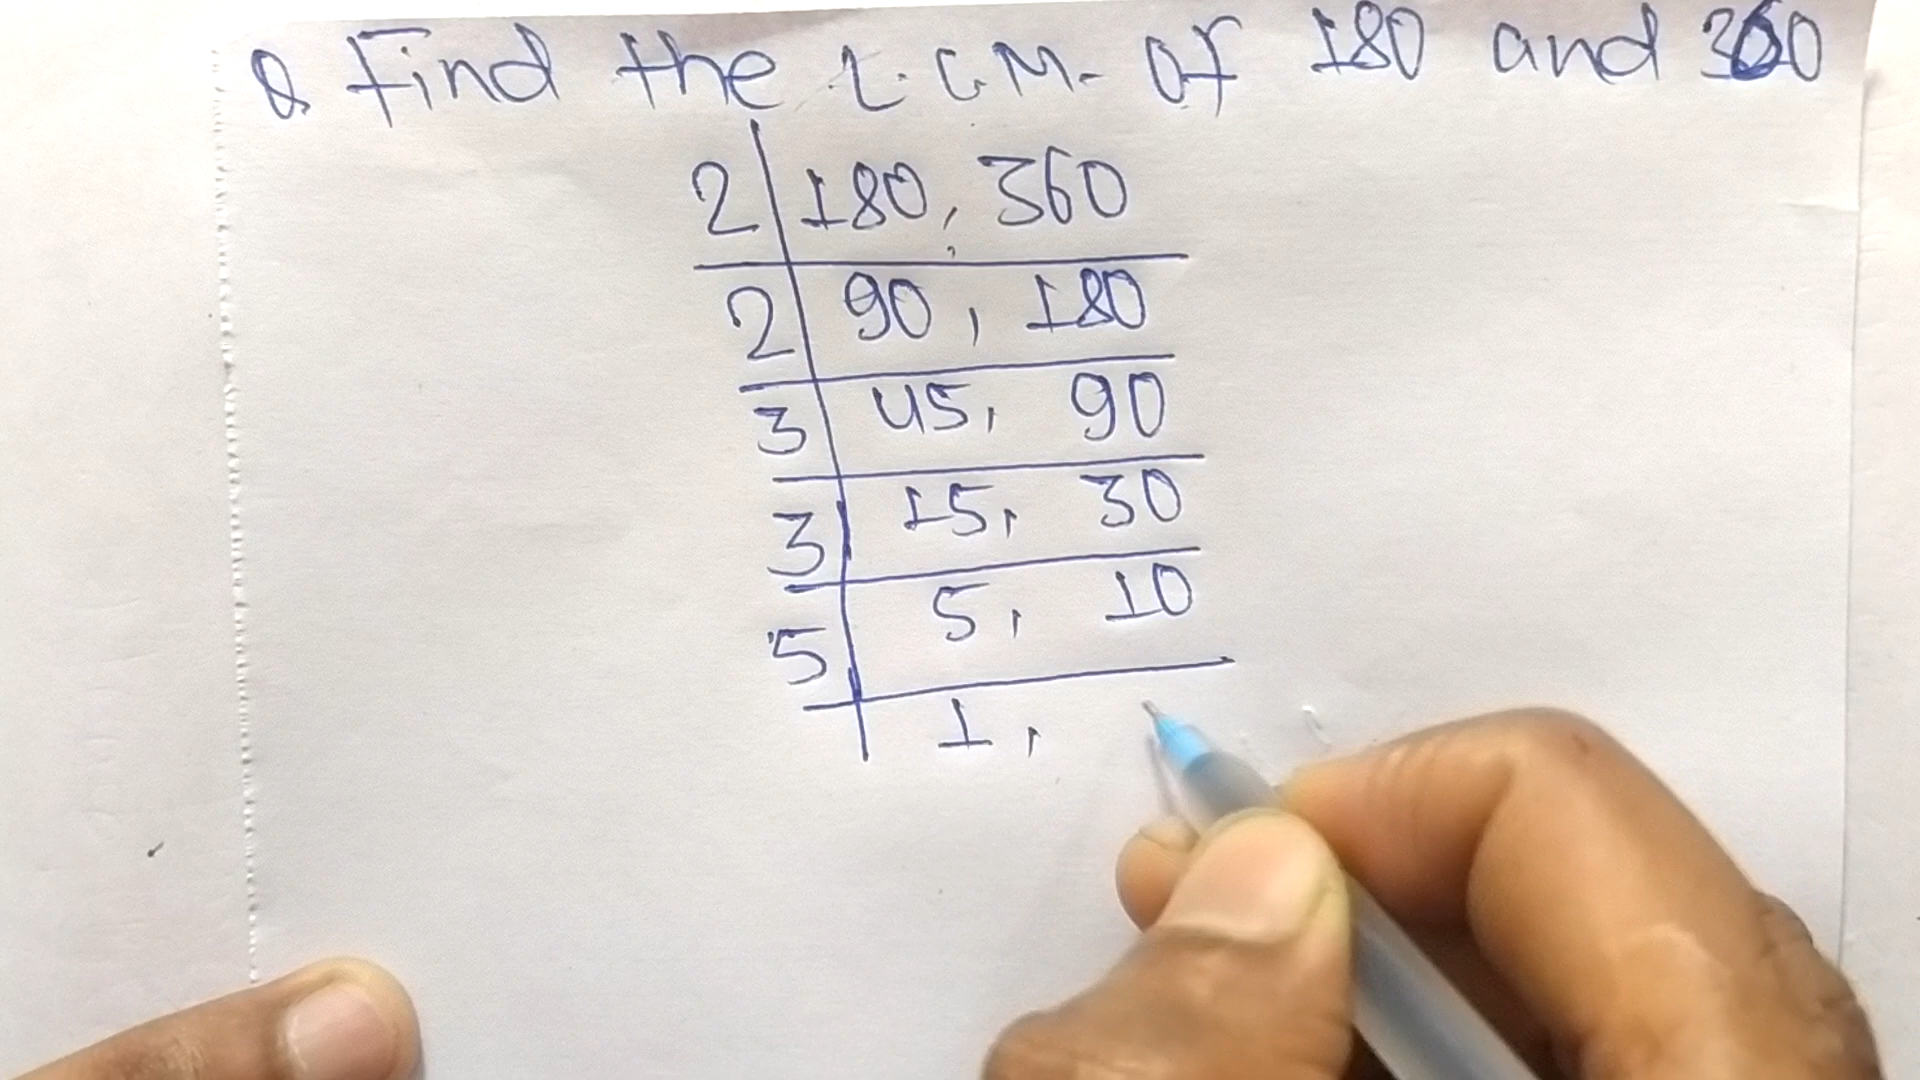 Q Find the L.C.M. of 180 and 360
2 | 180, 360
2 | 90, 180
3 | 45, 90
3 | 15, 30
5 | 5, 10
1,